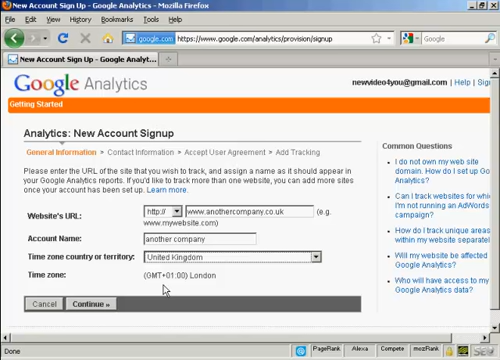 New Account Sign Up - Google Analytics - Mozilla Firefox
File Edit View History Bookmarks Tools Help
google.com https://www.google.com/analytics/provision/signup
Google
New Account Sign Up - Google Analyt...
Google Analytics
newvideo4you@gmail.com | Help | Sign
Getting Started
Analytics: New Account Signup
General Information > Contact Information > Accept User Agreement > Add Tracking
Please enter the URL of the site that you wish to track, and assign a name as it should appear in
your Google Analytics reports. If you'd like to track more than one website, you can add more sites
once your account has been set up. Learn more.
Website's URL: http:// www.anothercompany.co.uk (e.g.
www.mywebsite.com)
Account Name: another company
Time zone country or territory: United Kingdom
Time zone: (GMT+01:00) London
Cancel Continue »
Common Questions
I do not own my web site
domain. How do I set up G
Analytics?
Can I track websites for whic
I'm not running an AdWords
campaign?
How do I track unique areas
within my website separatel
Will my website be affected
Google Analytics?
Who will have access to my
Google Analytics data?
Done PageRank Alexa Compete mozRank